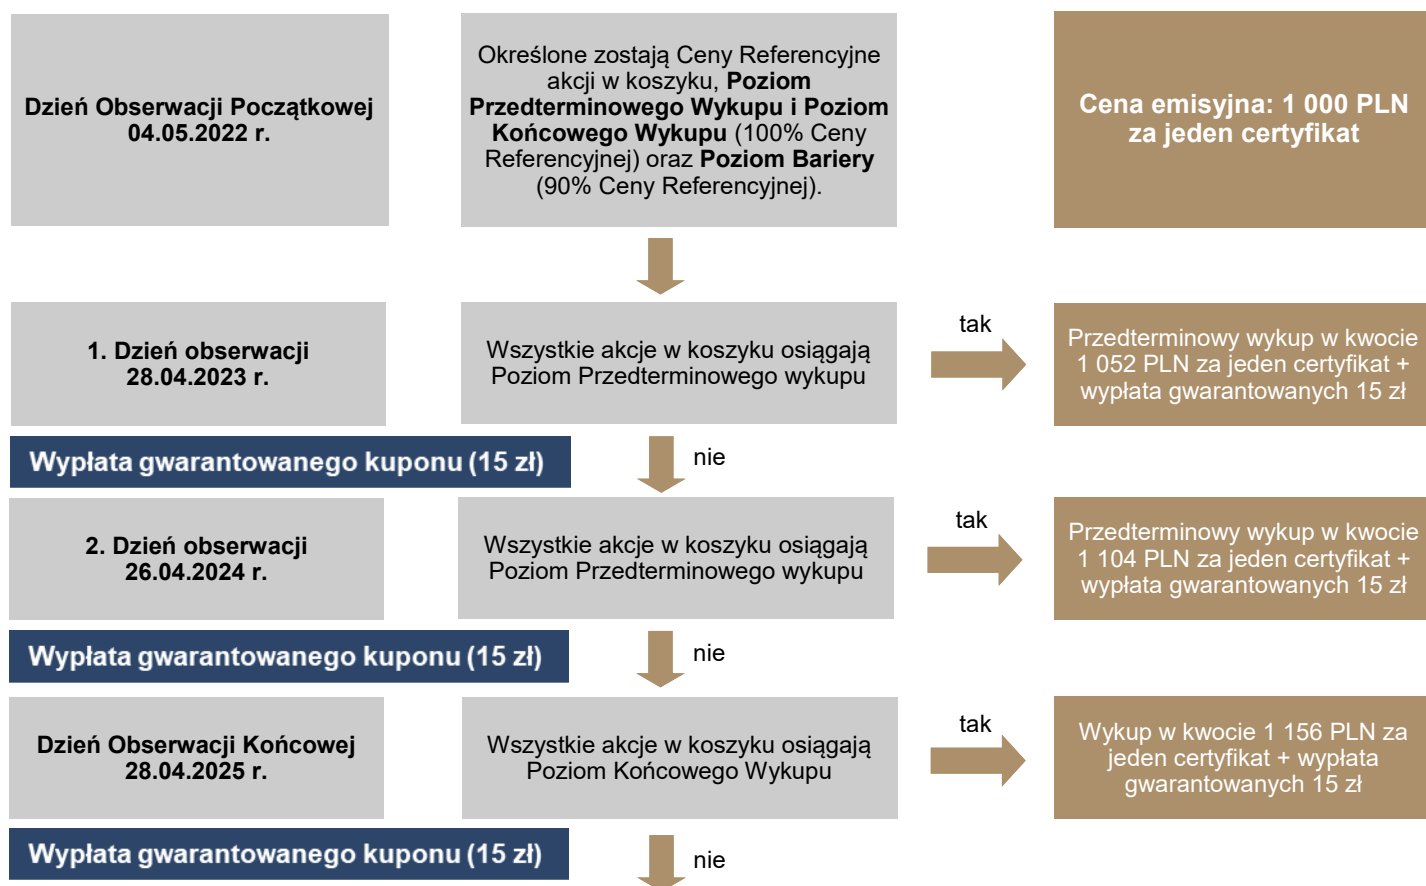 Dzień Obserwacji Początkowej
04.05.2022 r.
Określone zostają Ceny Referencyjne
akcji w koszyku, Poziom
Przedterminowego Wykupu i Poziom
Końcowego Wykupu (100% Ceny
Referencyjnej) oraz Poziom Bariery
(90% Ceny Referencyjnej).
Cena emisyjna: 1 000 PLN
za jeden certyfikat
1. Dzień obserwacji
28.04.2023 r.
Wszystkie akcje w koszyku osiągają
Poziom Przedterminowego wykupu
tak
Przedterminowy wykup w kwocie
1 052 PLN za jeden certyfikat +
wypłata gwarantowanych 15 zł
Wypłata gwarantowanego kuponu (15 zł)
nie
2. Dzień obserwacji
26.04.2024 r.
Wszystkie akcje w koszyku osiągają
Poziom Przedterminowego wykupu
tak
Przedterminowy wykup w kwocie
1 104 PLN za jeden certyfikat +
wypłata gwarantowanych 15 zł
Wypłata gwarantowanego kuponu (15 zł)
nie
Dzień Obserwacji Końcowej
28.04.2025 r.
Wszystkie akcje w koszyku osiągają
Poziom Końcowego Wykupu
tak
Wykup w kwocie 1 156 PLN za
jeden certyfikat + wypłata
gwarantowanych 15 zł
Wypłata gwarantowanego kuponu (15 zł)
nie